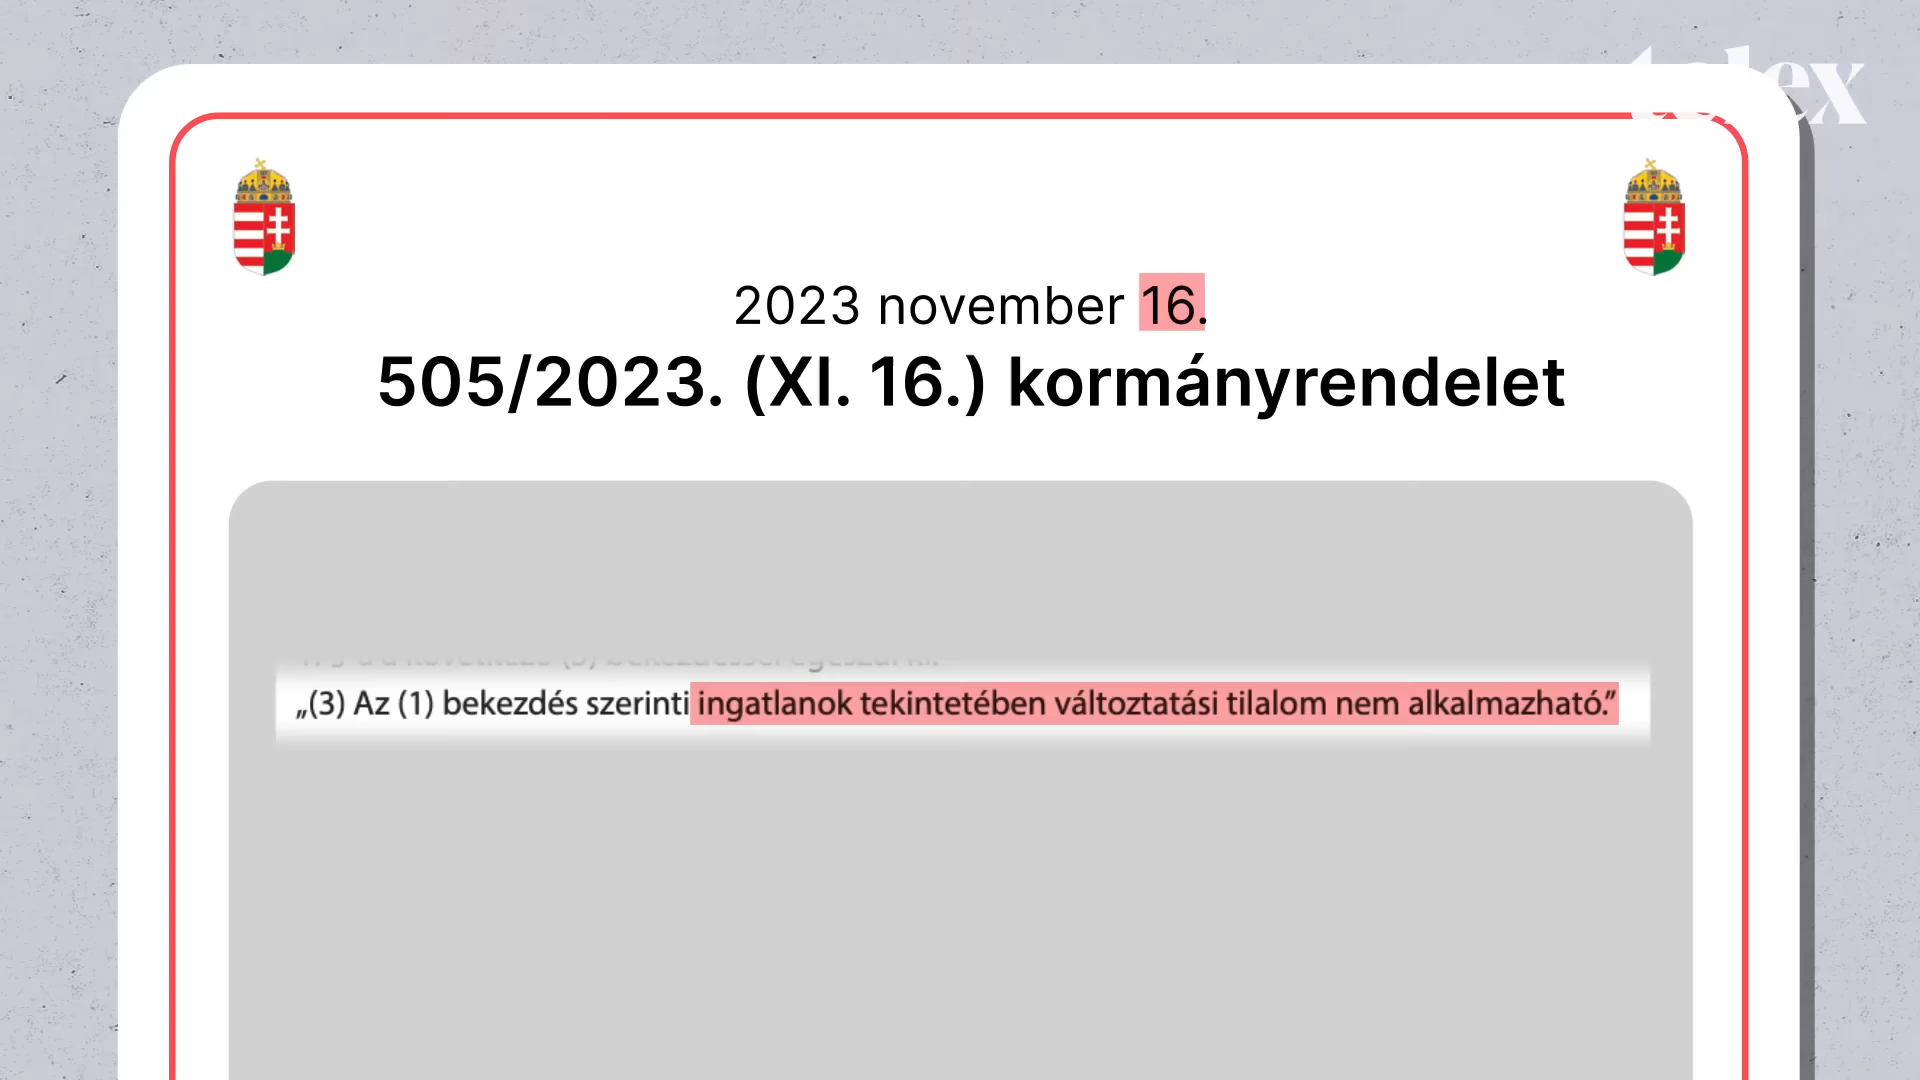 telex
2023 november 16.
505/2023. (XI. 16.) kormányrendelet
„(3) Az (1) bekezdés szerinti ingatlanok tekintetében változtatási tilalom nem alkalmazható.”